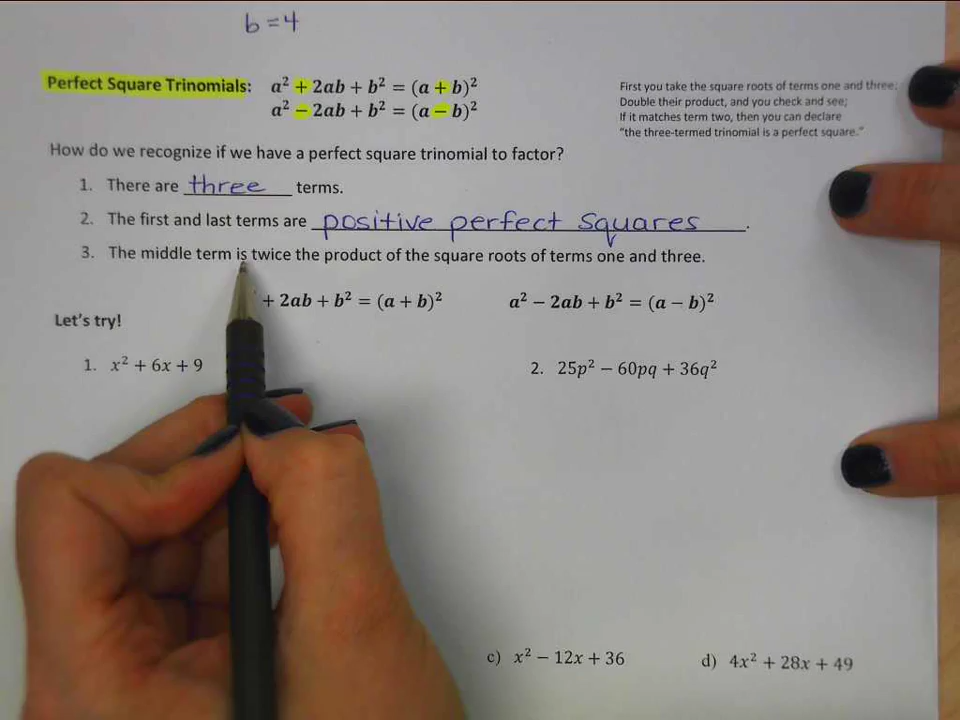 b = 4
Perfect Square Trinomials: a² + 2ab + b² = (a + b)²
a² − 2ab + b² = (a − b)²
First you take the square roots of terms one and three;
Double their product, and you check and see;
If it matches term two, then you can declare
"the three-termed trinomial is a perfect square."
How do we recognize if we have a perfect square trinomial to factor?
1. There are three terms.
2. The first and last terms are positive perfect squares.
3. The middle term is twice the product of the square roots of terms one and three.
+ 2ab + b² = (a + b)² a² − 2ab + b² = (a − b)²
Let's try!
1. x² + 6x + 9 2. 25p² − 60pq + 36q²
c) x² − 12x + 36 d) 4x² + 28x + 49